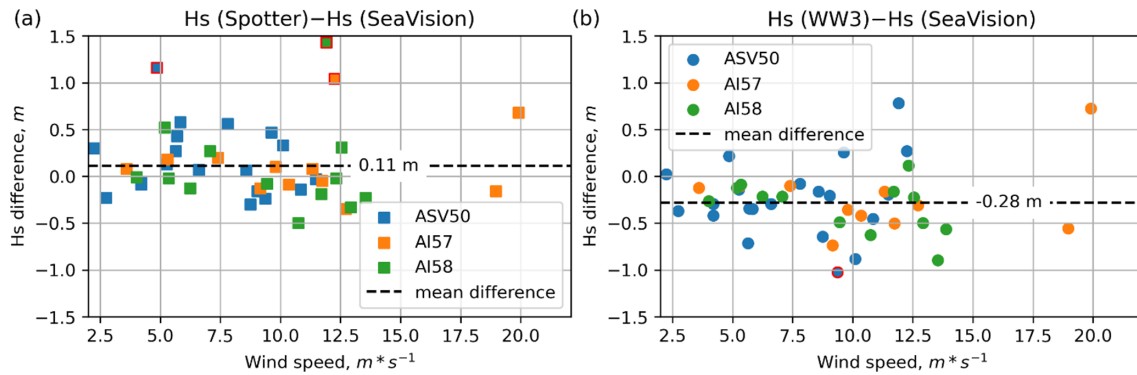 (a)
Hs (Spotter)−Hs (SeaVision)
1.5
1.0
0.5
0.0
−0.5
−1.0
−1.5
Hs difference, m
0.11 m
ASV50
AI57
AI58
mean difference
2.5 5.0 7.5 10.0 12.5 15.0 17.5 20.0
Wind speed, m * s⁻¹
(b)
Hs (WW3)−Hs (SeaVision)
1.5
1.0
0.5
0.0
−0.5
−1.0
−1.5
Hs difference, m
ASV50
AI57
AI58
mean difference
-0.28 m
2.5 5.0 7.5 10.0 12.5 15.0 17.5 20.0
Wind speed, m * s⁻¹